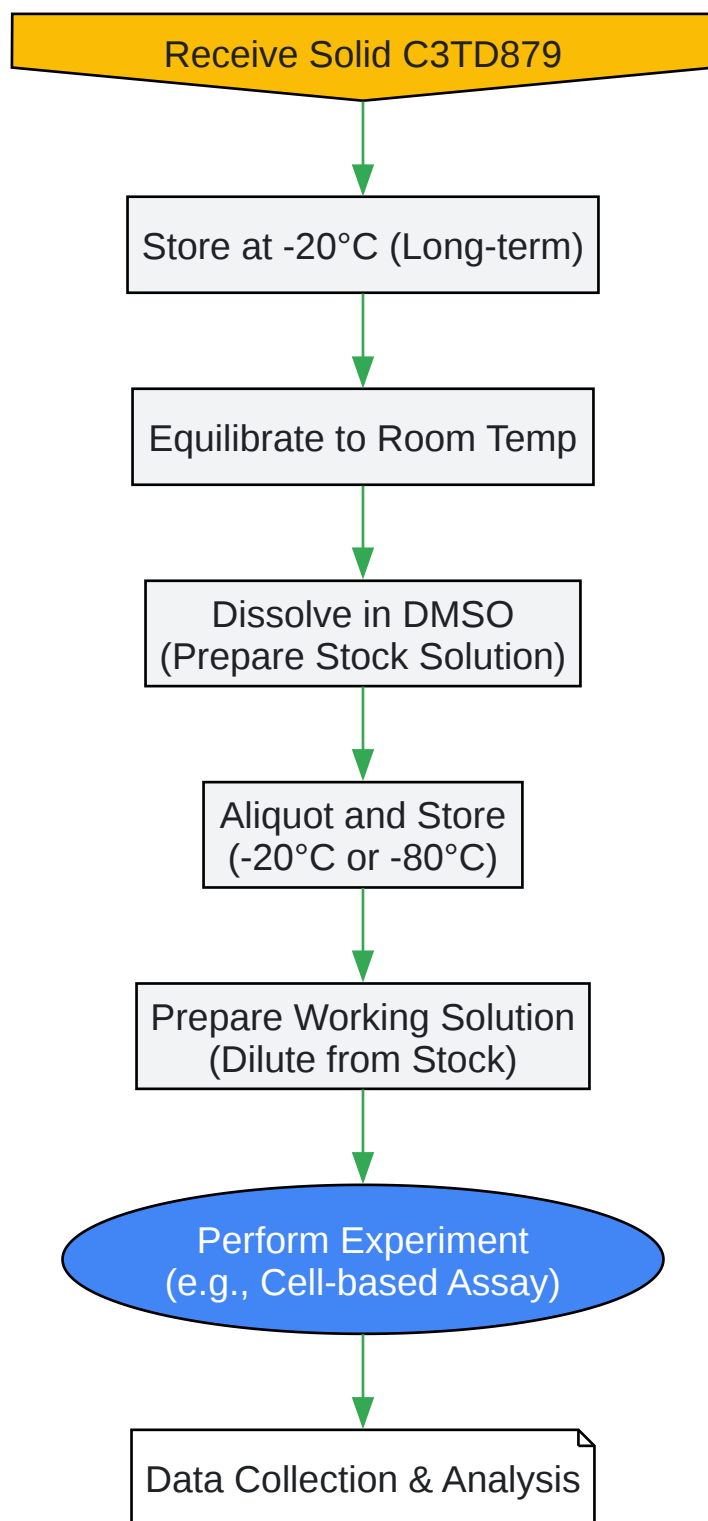 Receive Solid C3TD879
Store at -20°C (Long-term)
Equilibrate to Room Temp
Dissolve in DMSO
(Prepare Stock Solution)
Aliquot and Store
(-20°C or -80°C)
Prepare Working Solution
(Dilute from Stock)
Perform Experiment
(e.g., Cell-based Assay)
Data Collection & Analysis